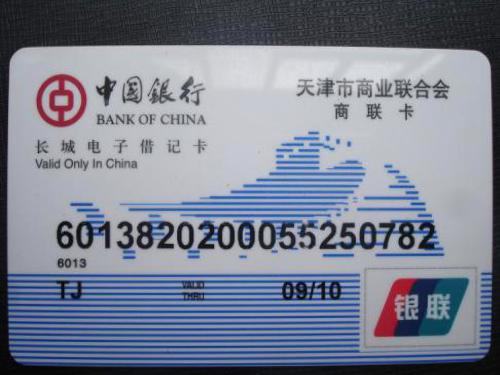 中国银行
BANK OF CHINA
天津市商业联合会
商联卡
长城电子借记卡
Valid Only In China
6013820200055250782
6013
TJ VALID THRU 09/10
银联